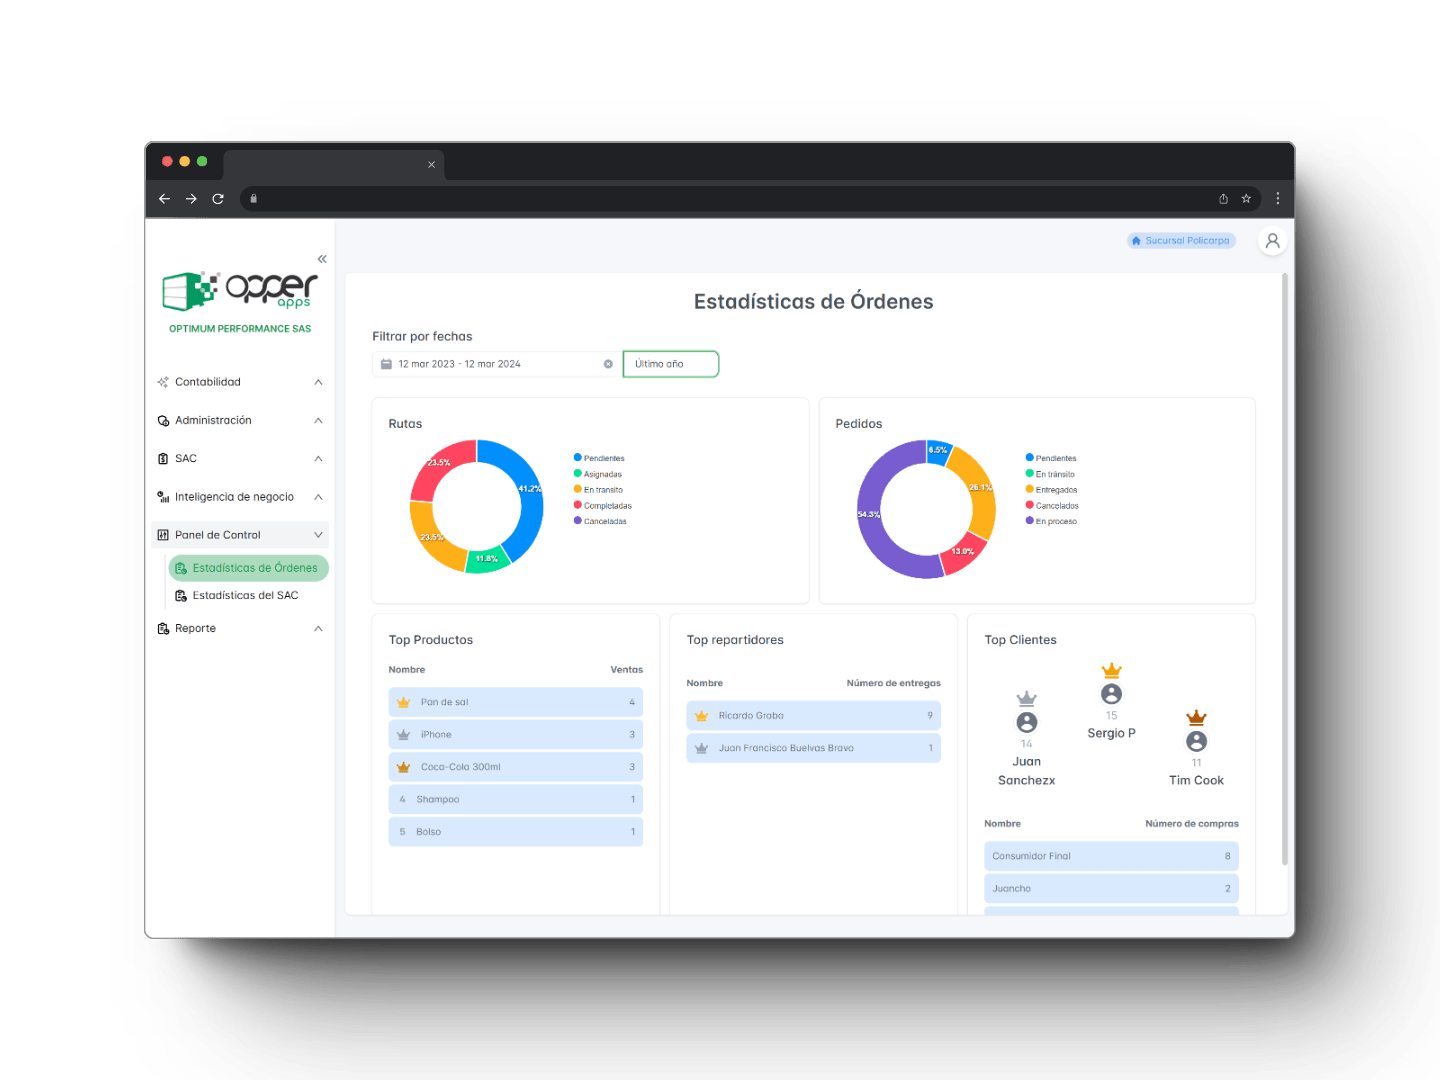 Sucursal Policarpa
opper
apps
OPTIMUM PERFORMANCE SAS
Contabilidad
Administración
SAC
Inteligencia de negocio
Panel de Control
Estadísticas de Órdenes
Estadísticas del SAC
Reporte
Estadísticas de Órdenes
Filtrar por fechas
12 mar 2023 - 12 mar 2024
Último año
Rutas
23.5%
41.2%
23.5%
11.8%
Pendientes
Asignadas
En transito
Completadas
Canceladas
Pedidos
6.5%
26.1%
54.3%
13.0%
Pendientes
En tránsito
Entregados
Cancelados
En proceso
Top Productos
Nombre Ventas
Pan de sal 4
iPhone 3
Coca-Cola 300ml 3
4 Shampoo 1
5 Bolso 1
Top repartidores
Nombre Número de entregas
Ricardo Grabo 9
Juan Francisco Buelvas Bravo 1
Top Clientes
15
Sergio P
14
Juan
Sanchezx
11
Tim Cook
Nombre Número de compras
Consumidor Final 8
Juancho 2